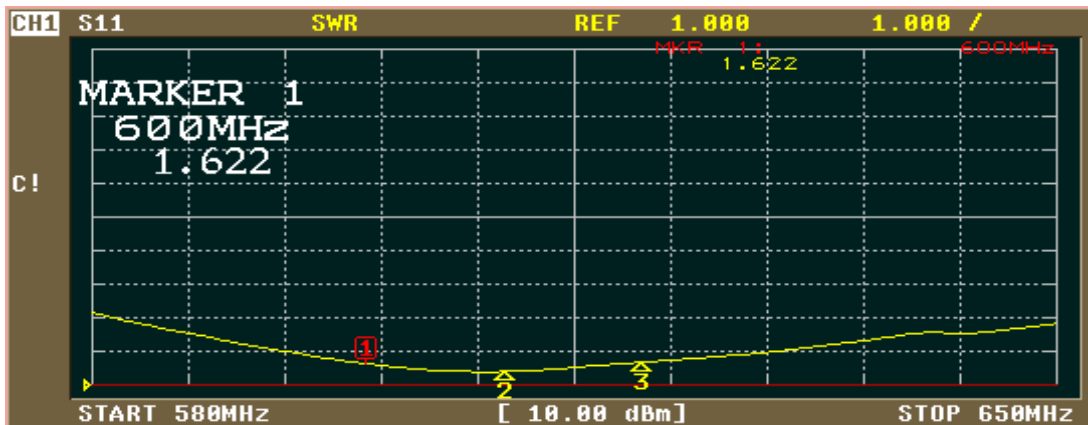 CH1 S11 SWR REF 1.000 1.000 /
MKR 1: 600MHz
1.622
MARKER 1
600MHz
1.622
C!
1
2
3
START 580MHz [ 10.00 dBm] STOP 650MHz